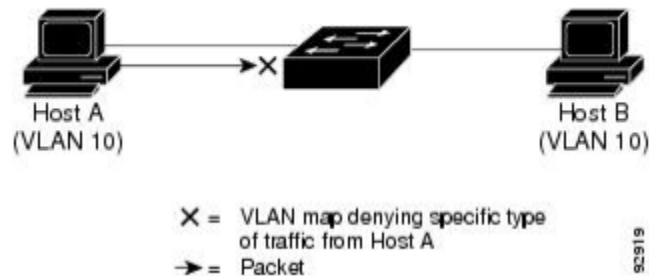 Host A
(VLAN 10)
Host B
(VLAN 10)
X = VLAN map denying specific type
of traffic from Host A
→ = Packet
92919